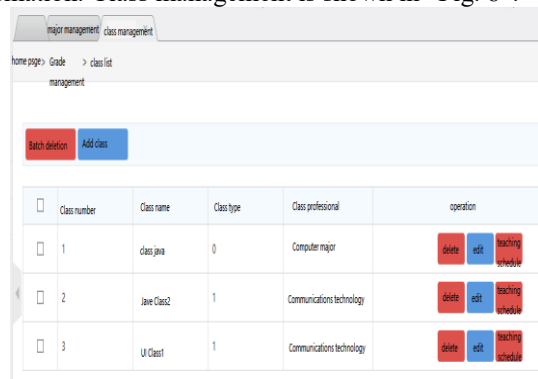 major management class management
home psge> Grade management > class list
Batch deletion Add class
Class number Class name Class type Class professional operation
1 class java 0 Computer major delete edit teaching schedule
2 Jave Class2 1 Communications technology delete edit teaching schedule
3 UI Class1 1 Communications technology delete edit teaching schedule